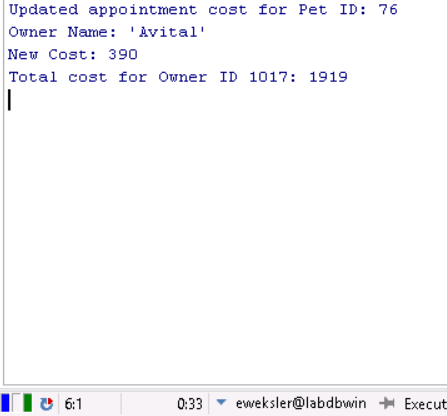 Updated appointment cost for Pet ID: 76
Owner Name: 'Avital'
New Cost: 390
Total cost for Owner ID 1017: 1919
6:1 0:33 eweksler@labdbwin Execut